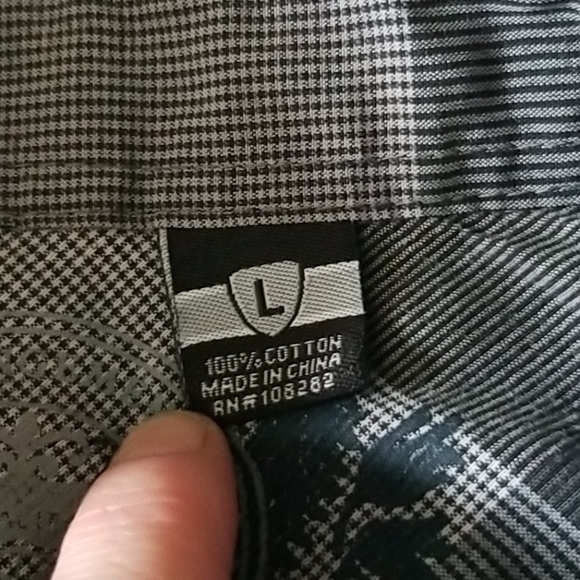 L
100% COTTON
MADE IN CHINA
RN#108282